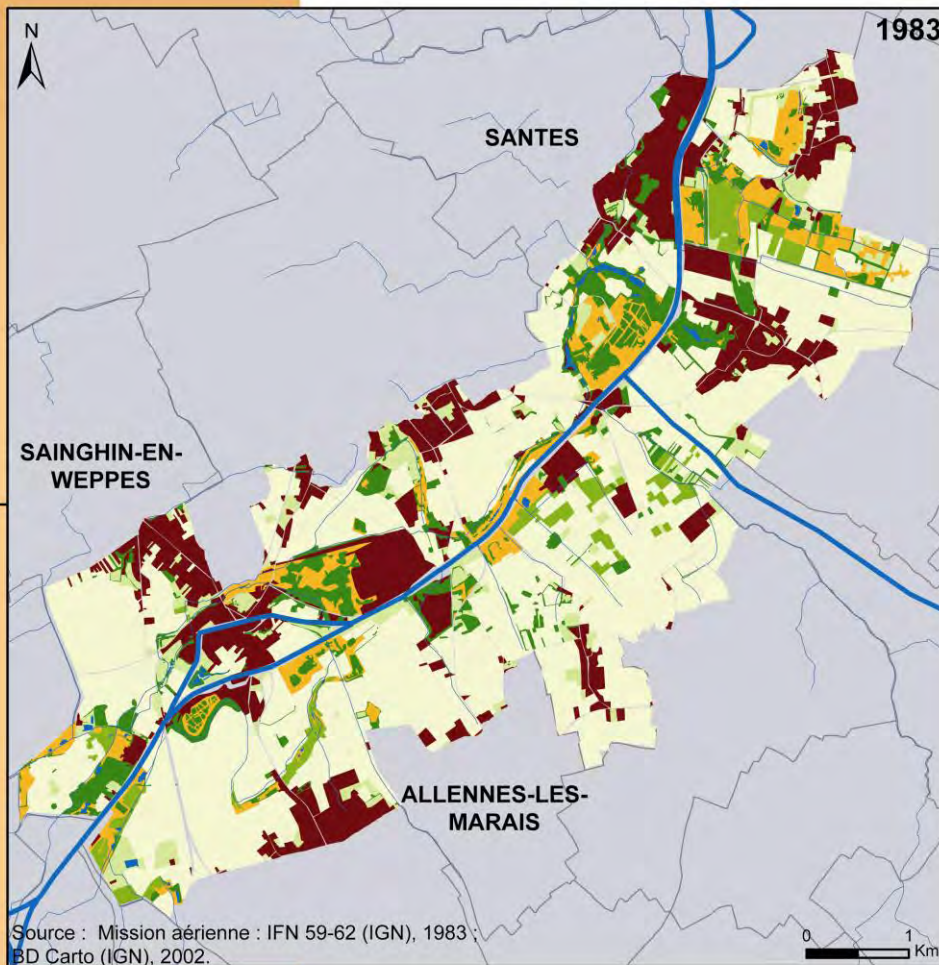 N
1983
SANTES
SAINGHIN-EN-
WEPPES
ALLENNES-LES-
MARAIS
Source : Mission aérienne : IFN 59-62 (IGN), 1983 ;
BD Carto (IGN), 2002.
0 1
Km